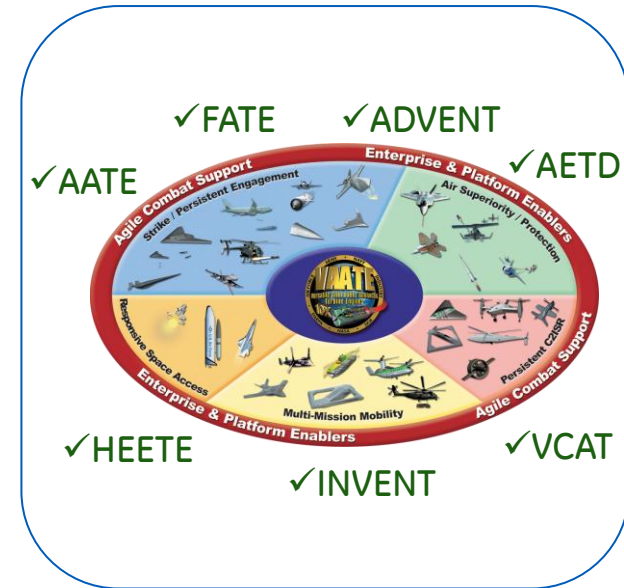 ✓FATE
✓ADVENT
✓AATE
✓AETD
Agile Combat Support
Enterprise & Platform Enablers
Strike / Persistent Engagement
Air Superiority / Protection
VAATE
Responsive Space Access
Multi-Mission Mobility
Persistent C2ISR
Enterprise & Platform Enablers
Agile Combat Support
✓HEETE
✓INVENT
✓VCAT